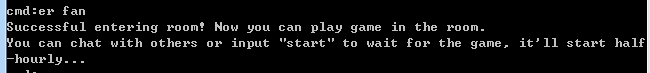 cmd:er fan
Successful entering room! Now you can play game in the room.
You can chat with others or input "start" to wait for the game, it'll start half
-hourly...